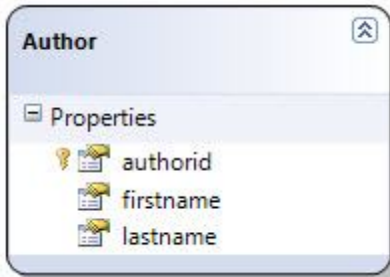 Author
Properties
authorid
firstname
lastname